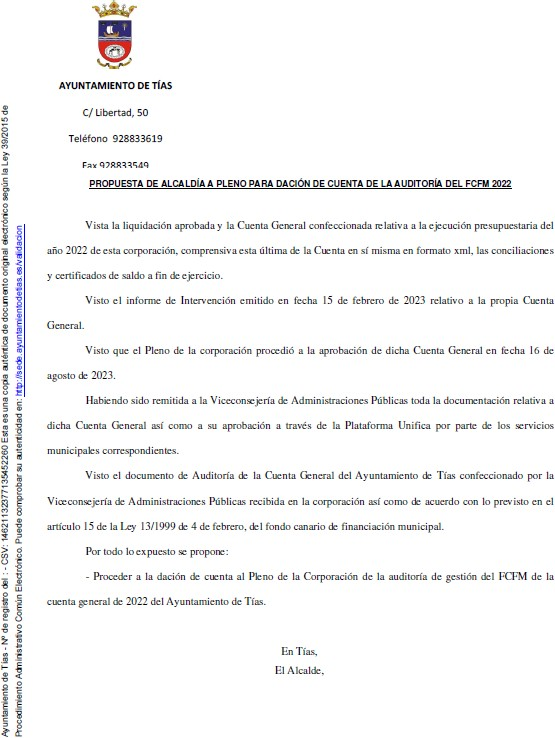 AYUNTAMIENTO DE TÍAS
C/ Libertad, 50
Teléfono 928833619
Fax 928833549
PROPUESTA DE ALCALDÍA A PLENO PARA DACIÓN DE CUENTA DE LA AUDITORÍA DEL FCFM 2022
Vista la liquidación aprobada y la Cuenta General confeccionada relativa a la ejecución presupuestaria del
año 2022 de esta corporación, comprensiva esta última de la Cuenta en sí misma en formato xml, las conciliaciones
y certificados de saldo a fin de ejercicio.
Visto el informe de Intervención emitido en fecha 15 de febrero de 2023 relativo a la propia Cuenta
General.
Visto que el Pleno de la corporación procedió a la aprobación de dicha Cuenta General en fecha 16 de
agosto de 2023.
Habiendo sido remitida a la Viceconsejería de Administraciones Públicas toda la documentación relativa a
dicha Cuenta General así como a su aprobación a través de la Plataforma Unifica por parte de los servicios
municipales correspondientes.
Visto el documento de Auditoría de la Cuenta General del Ayuntamiento de Tías confeccionado por la
Viceconsejería de Administraciones Públicas recibida en la corporación así como de acuerdo con lo previsto en el
artículo 15 de la Ley 13/1999 de 4 de febrero, del fondo canario de financiación municipal.
Por todo lo expuesto se propone:
- Proceder a la dación de cuenta al Pleno de la Corporación de la auditoría de gestión del FCFM de la
cuenta general de 2022 del Ayuntamiento de Tías.
En Tías,
El Alcalde,
Ayuntamiento de Tías - Nº de registro del : - CSV: 14621132377135452260 Esta es una copia auténtica de documento original electrónico según la Ley 39/2015 de
Procedimiento Administrativo Común Electrónico. Puede comprobar su autenticidad en: http://sede.ayuntamientodetias.es/validacion